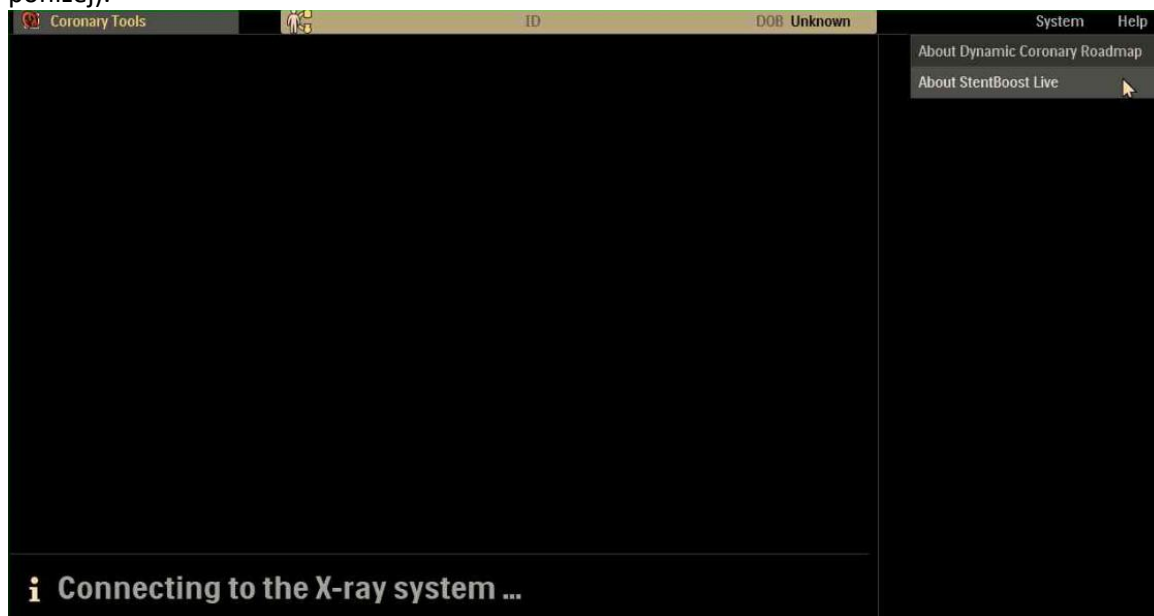 poniżej).
Coronary Tools ID DOB Unknown System Help
About Dynamic Coronary Roadmap
About StentBoost Live
i Connecting to the X-ray system ...